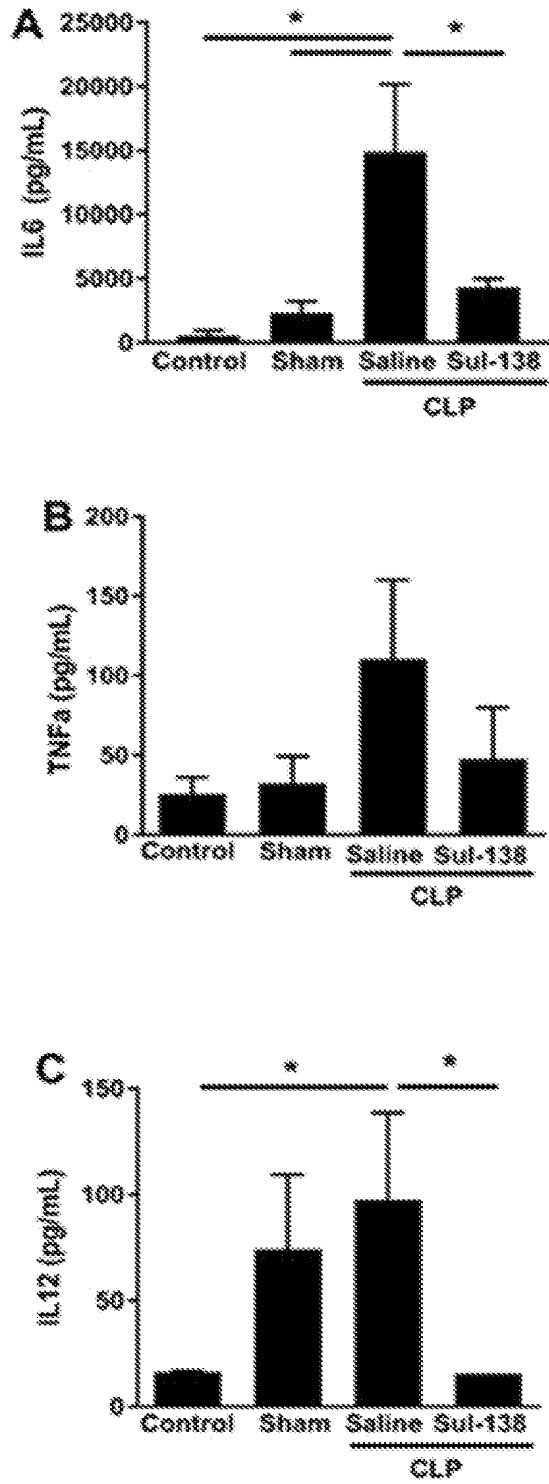 A
*
*
25000
20000
15000
10000
5000
0
IL6 (pg/mL)
Control Sham Saline Sul-138
CLP
B
200
150
100
50
0
TNFa (pg/mL)
Control Sham Saline Sul-138
CLP
C
*
*
150
100
50
0
IL12 (pg/mL)
Control Sham Saline Sul-138
CLP